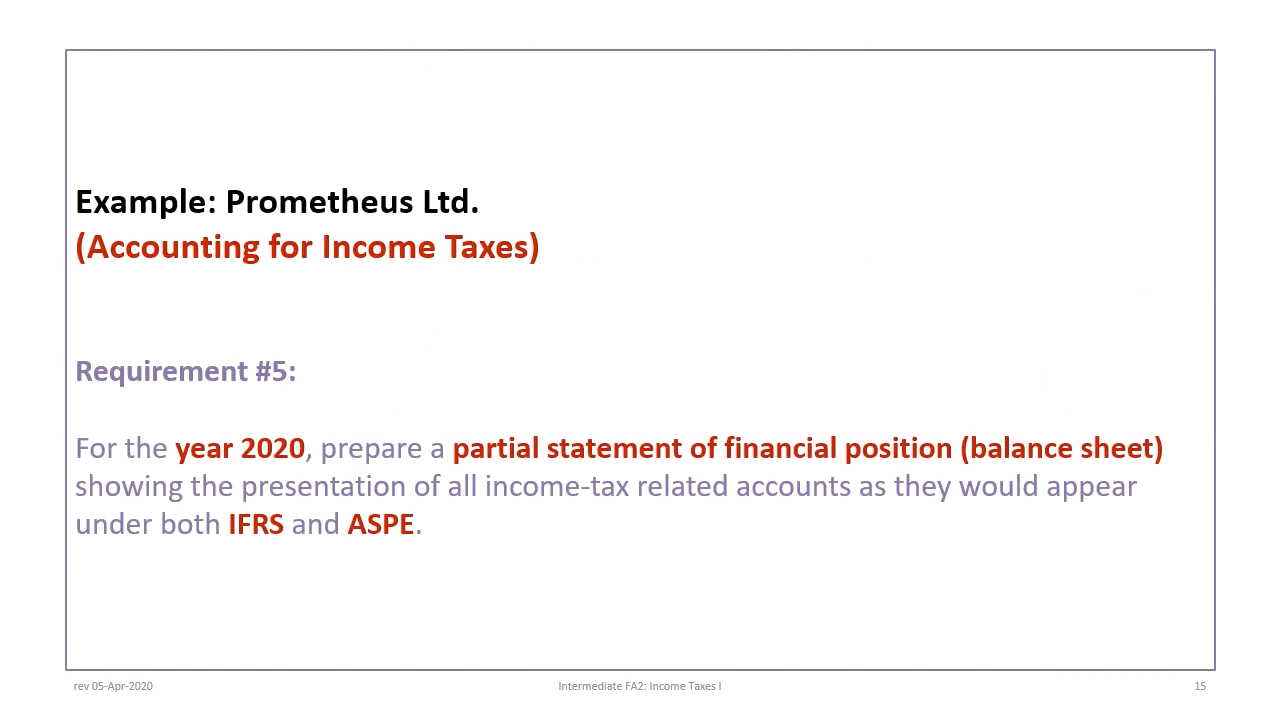 Example: Prometheus Ltd.
(Accounting for Income Taxes)
Requirement #5:
For the year 2020, prepare a partial statement of financial position (balance sheet)
showing the presentation of all income-tax related accounts as they would appear
under both IFRS and ASPE.
rev 05-Apr-2020 Intermediate FA2: Income Taxes I 15